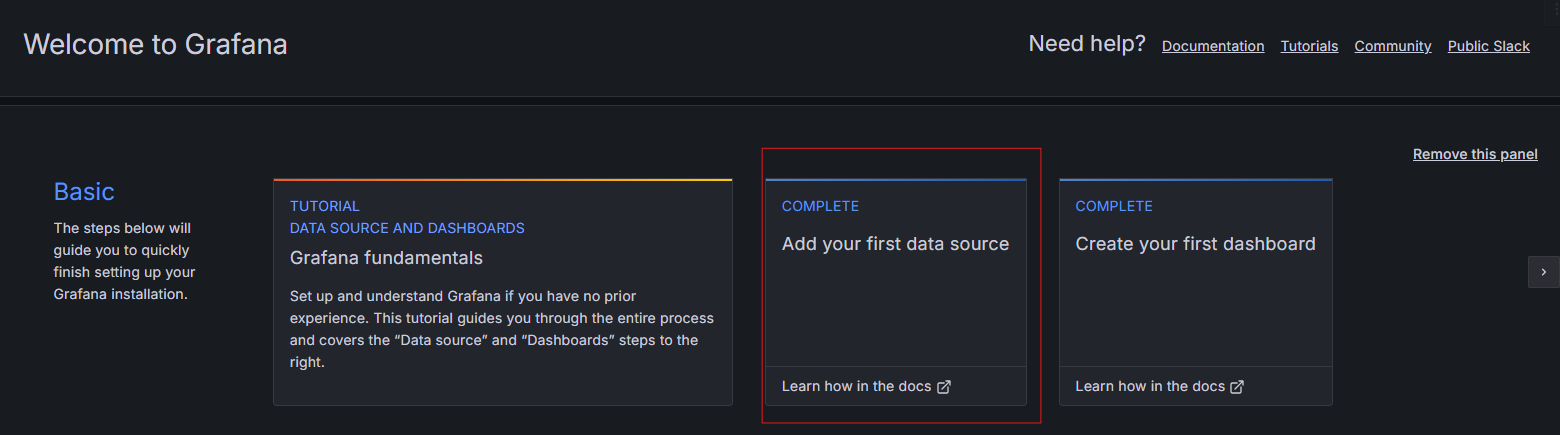 Welcome to Grafana
Need help? Documentation Tutorials Community Public Slack
Remove this panel
Basic
The steps below will
guide you to quickly
finish setting up your
Grafana installation.
TUTORIAL
DATA SOURCE AND DASHBOARDS
Grafana fundamentals
Set up and understand Grafana if you have no prior
experience. This tutorial guides you through the entire process
and covers the “Data source” and “Dashboards” steps to the
right.
COMPLETE
Add your first data source
Learn how in the docs
COMPLETE
Create your first dashboard
Learn how in the docs